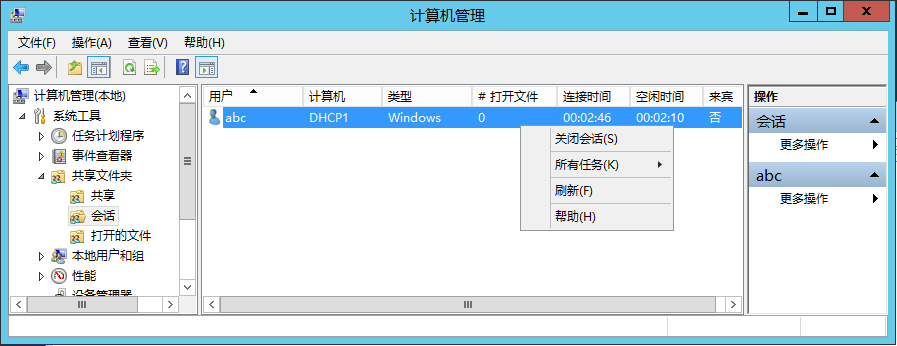 计算机管理
文件(F) 操作(A) 查看(V) 帮助(H)
计算机管理(本地)
系统工具
任务计划程序
事件查看器
共享文件夹
共享
会话
打开的文件
本地用户和组
性能
设备管理器
用户 计算机 类型 # 打开文件 连接时间 空闲时间 来宾
abc DHCP1 Windows 0 00:02:46 00:02:10 否
关闭会话(S)
所有任务(K)
刷新(F)
帮助(H)
操作
会话
更多操作
abc
更多操作